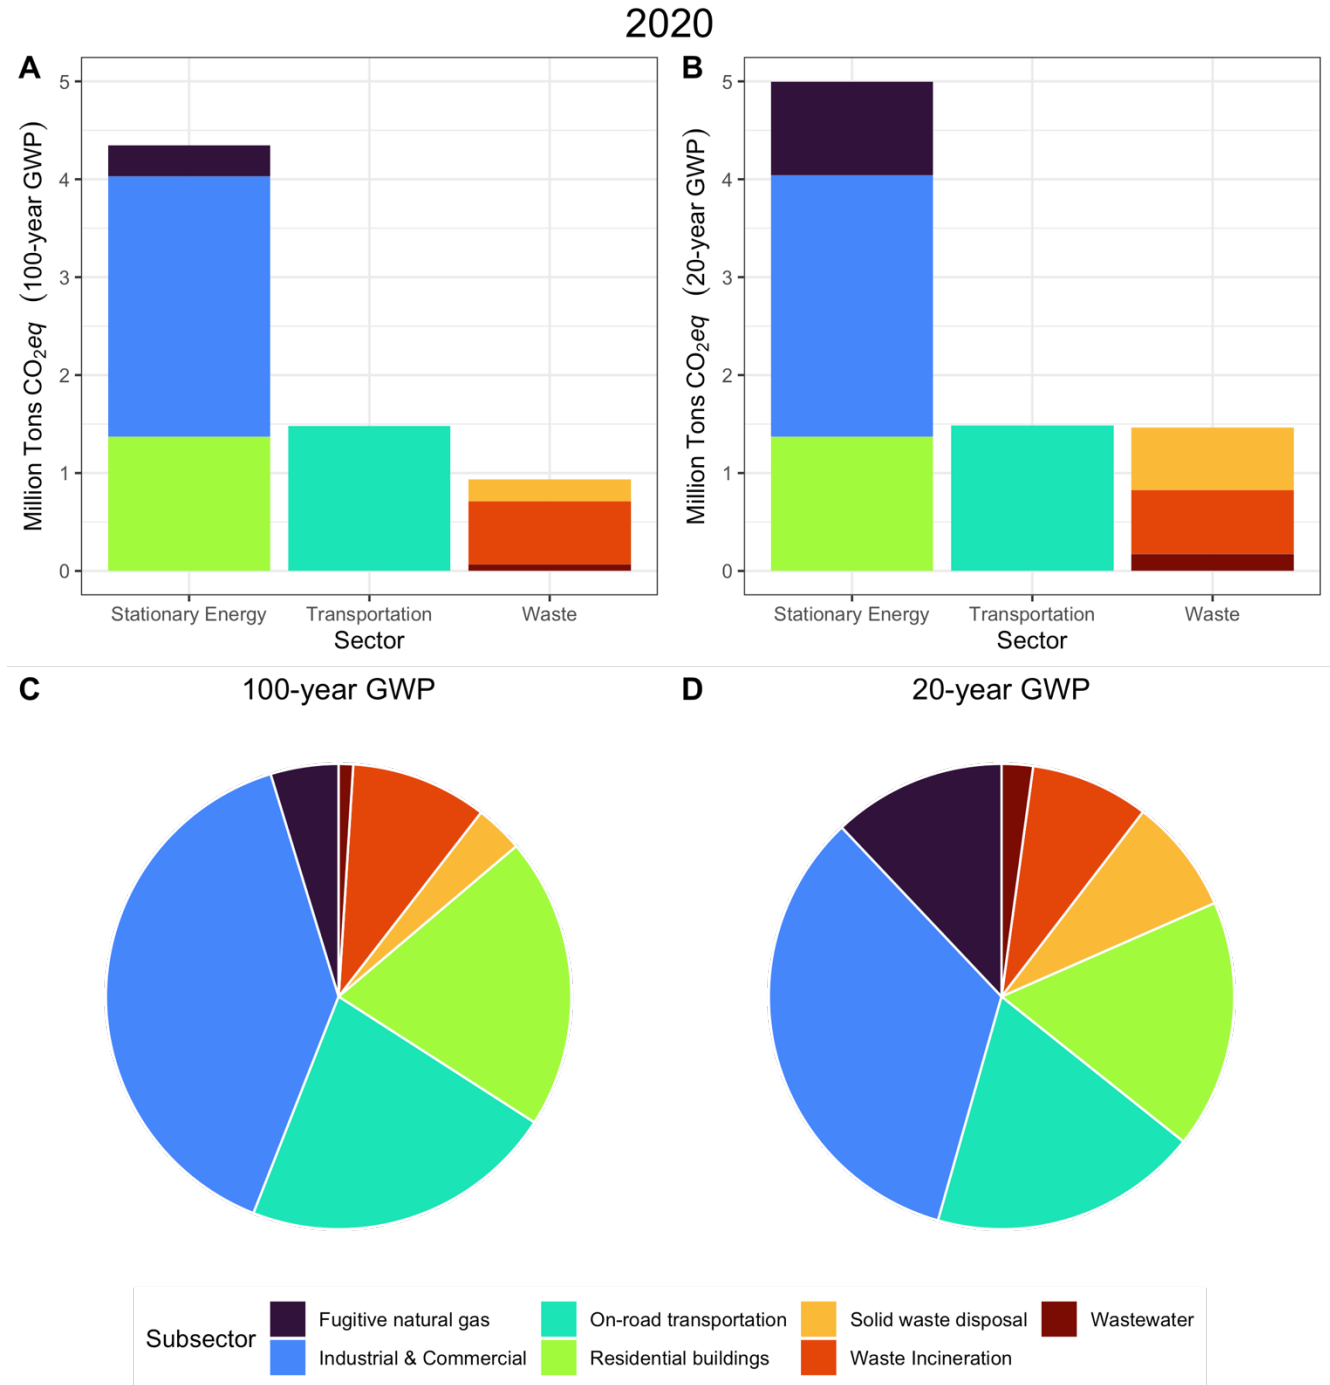 2020
A
B
5
4
3
2
1
0
Million Tons CO₂eq (100-year GWP)
Stationary Energy Transportation Waste
Sector
5
4
3
2
1
0
Million Tons CO₂eq (20-year GWP)
Stationary Energy Transportation Waste
Sector
C 100-year GWP
D 20-year GWP
Subsector
Fugitive natural gas On-road transportation Solid waste disposal Wastewater
Industrial & Commercial Residential buildings Waste Incineration